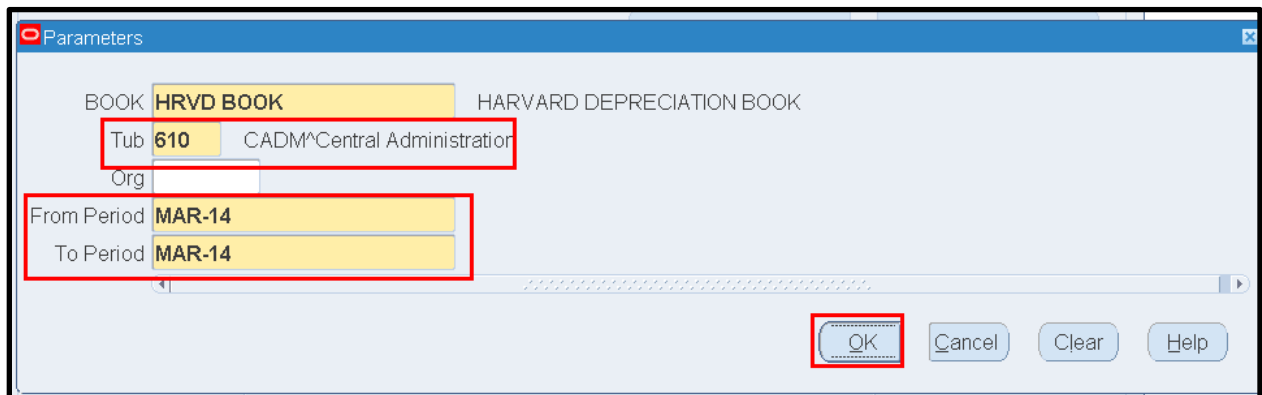 Parameters
BOOK HRVD BOOK HARVARD DEPRECIATION BOOK
Tub 610 CADM^Central Administration
Org
From Period MAR-14
To Period MAR-14
OK Cancel Clear Help